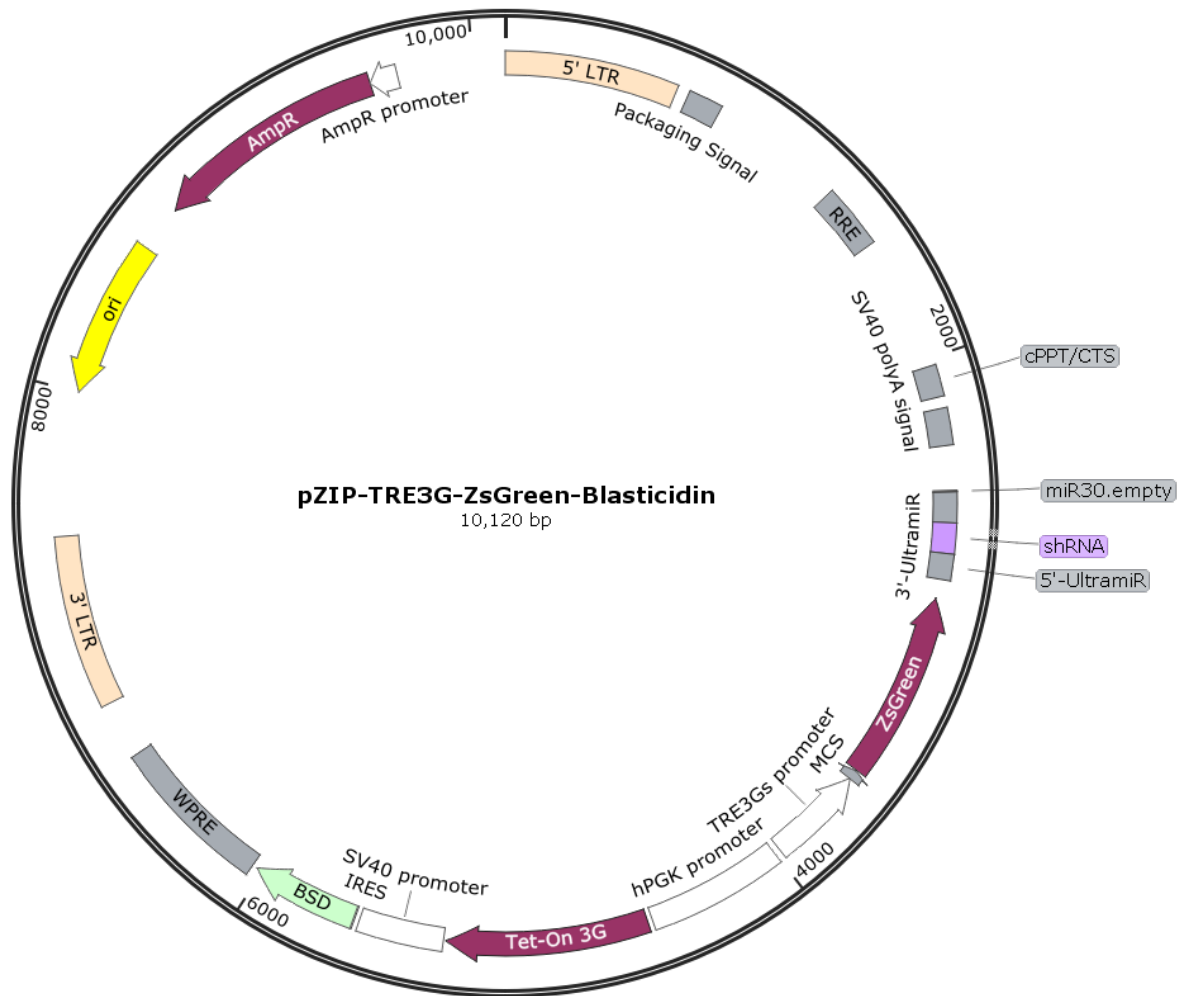 10,000
5' LTR
Packaging Signal
AmpR promoter
AmpR
RRE
2000
SV40 polyA signal
cPPT/CTS
ori
8000
miR30.empty
shRNA
5'-UltramiR
3'-UltramiR
pZIP-TRE3G-ZsGreen-Blasticidin
10,120 bp
ZsGreen
MCS
TRE3Gs promoter
hPGK promoter
4000
3' LTR
WPRE
SV40 promoter
IRES
BSD
6000
Tet-On 3G